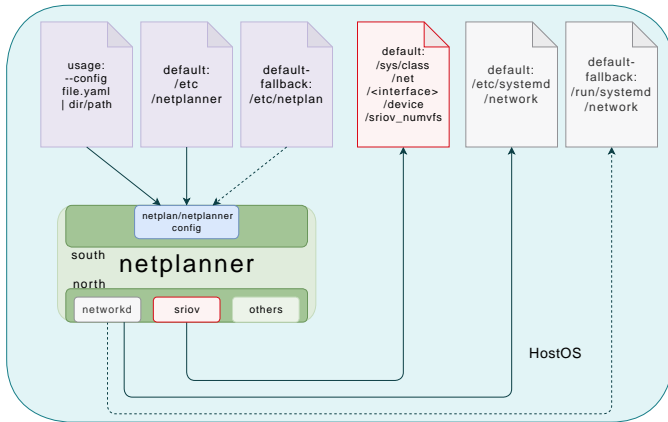 usage:
--config
file.yaml
| dir/path
default:
/etc
/netplanner
default-
fallback:
/etc/netplan
default:
/sys/class
/net
/<interface>
/device
/sriov_numvfs
default:
/etc/systemd
/network
default-
fallback:
/run/systemd
/network
netplan/netplanner
config
south
netplanner
north
networkd
sriov
others
HostOS